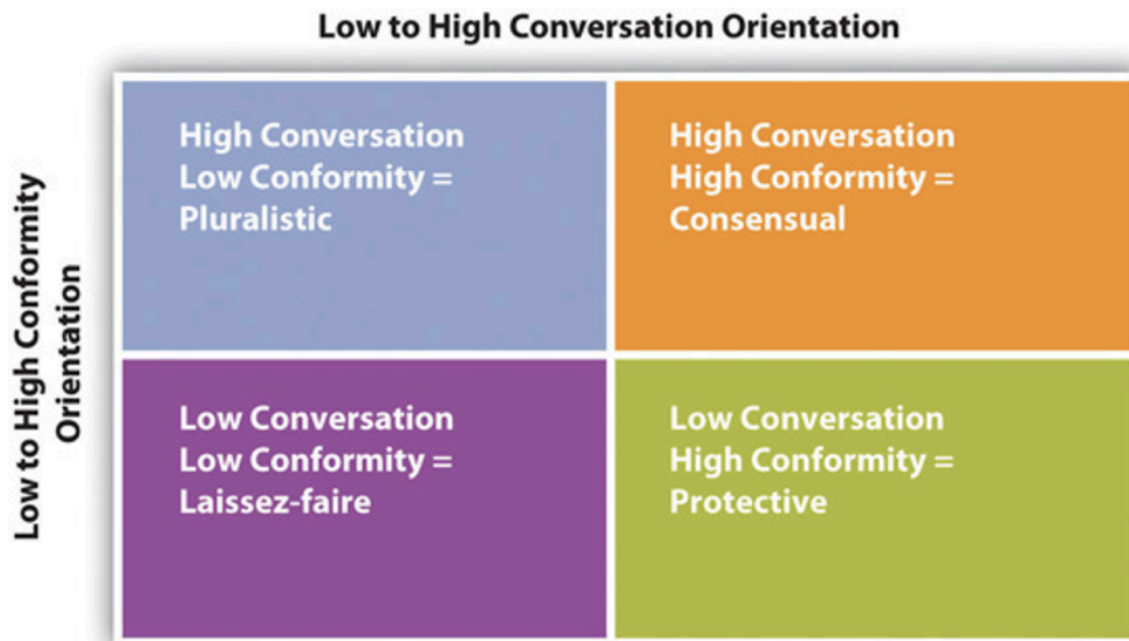 Low to High Conversation Orientation
Low to High Conformity
Orientation
High Conversation
Low Conformity =
Pluralistic
High Conversation
High Conformity =
Consensual
Low Conversation
Low Conformity =
Laissez-faire
Low Conversation
High Conformity =
Protective